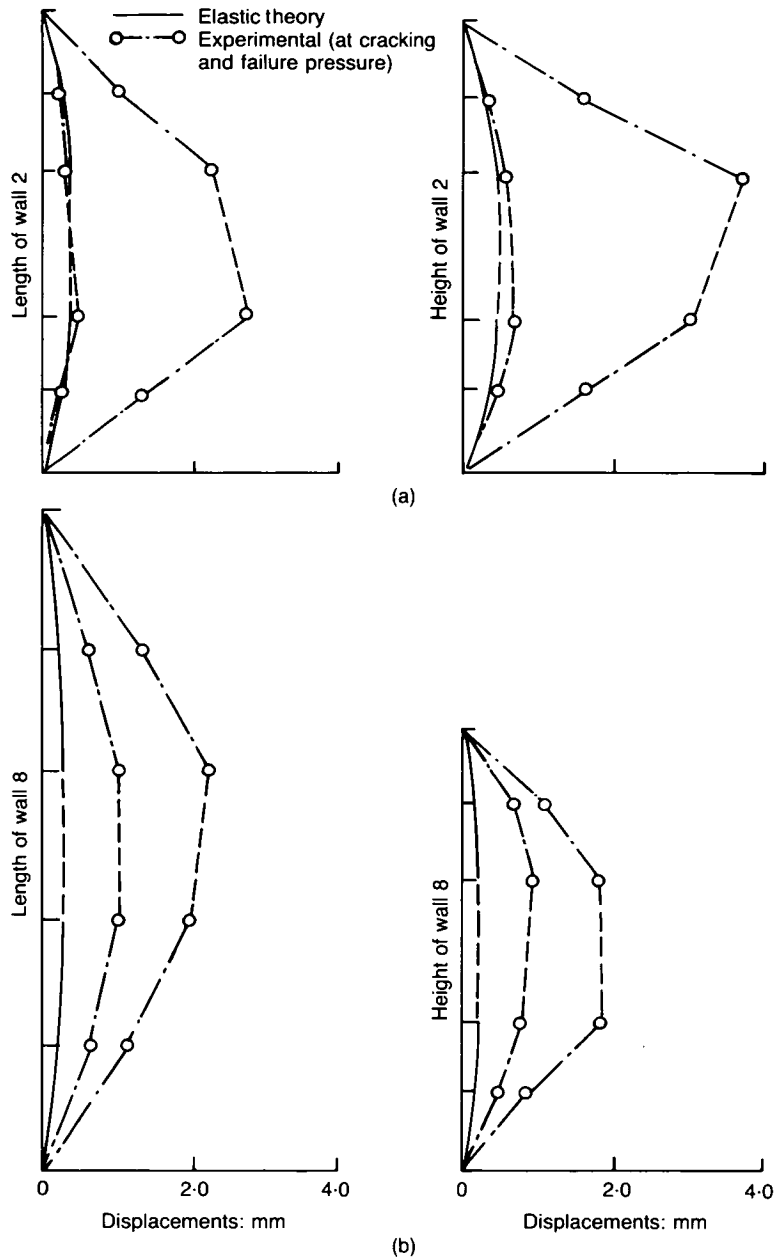 Elastic theory
Experimental (at cracking
and failure pressure)
Length of wall 2
Height of wall 2
(a)
Length of wall 8
Height of wall 8
0
2·0
4·0
0
2·0
4·0
Displacements: mm
Displacements: mm
(b)